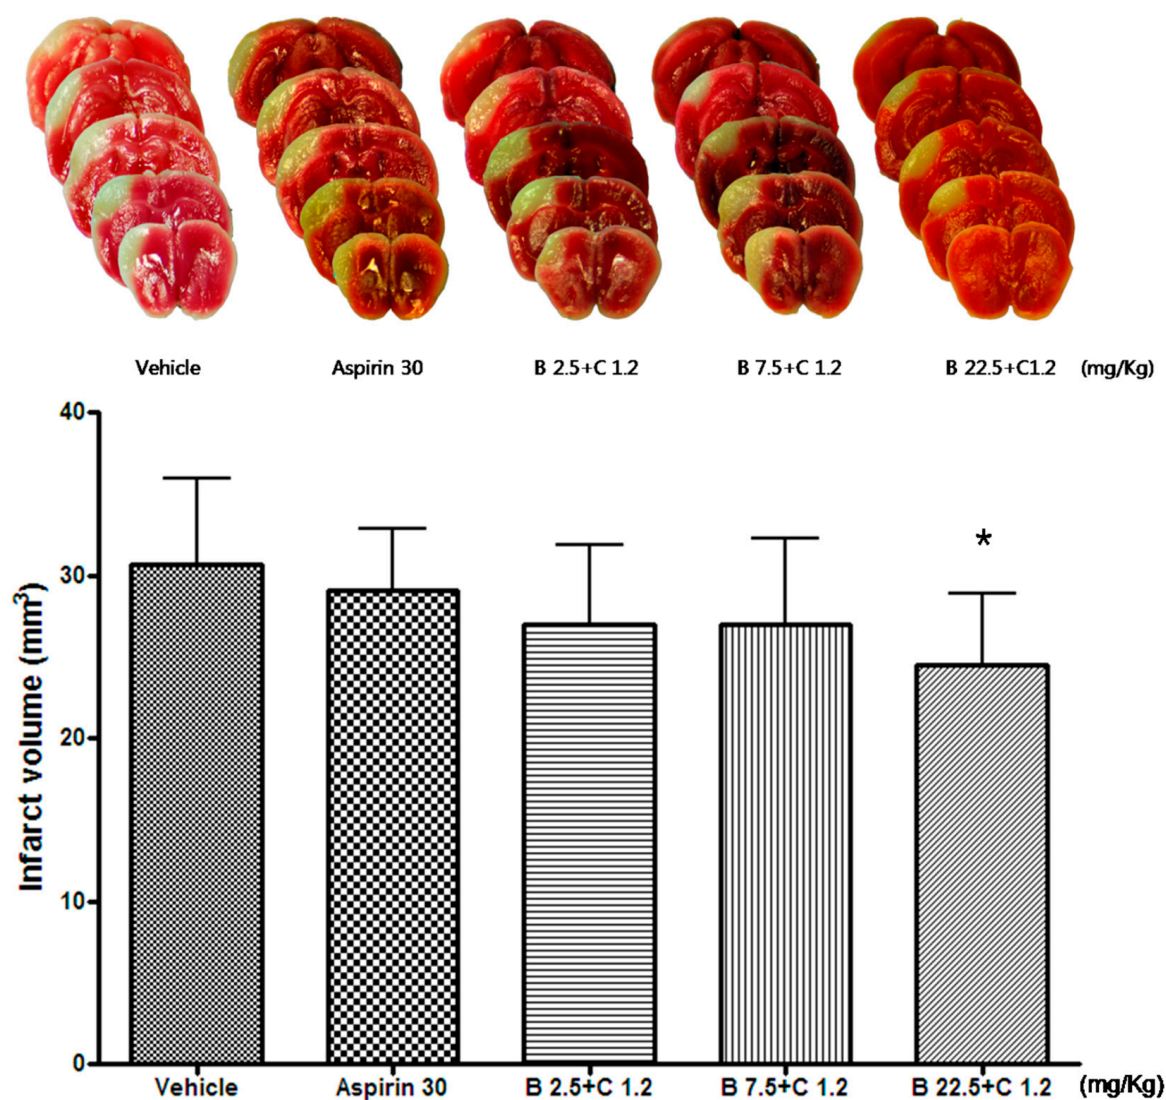 Vehicle Aspirin 30 B 2.5+C 1.2 B 7.5+C 1.2 B 22.5+C1.2 (mg/Kg)
40
30
20
10
0
Infarct volume (mm³)
*
Vehicle Aspirin 30 B 2.5+C 1.2 B 7.5+C 1.2 B 22.5+C 1.2 (mg/Kg)